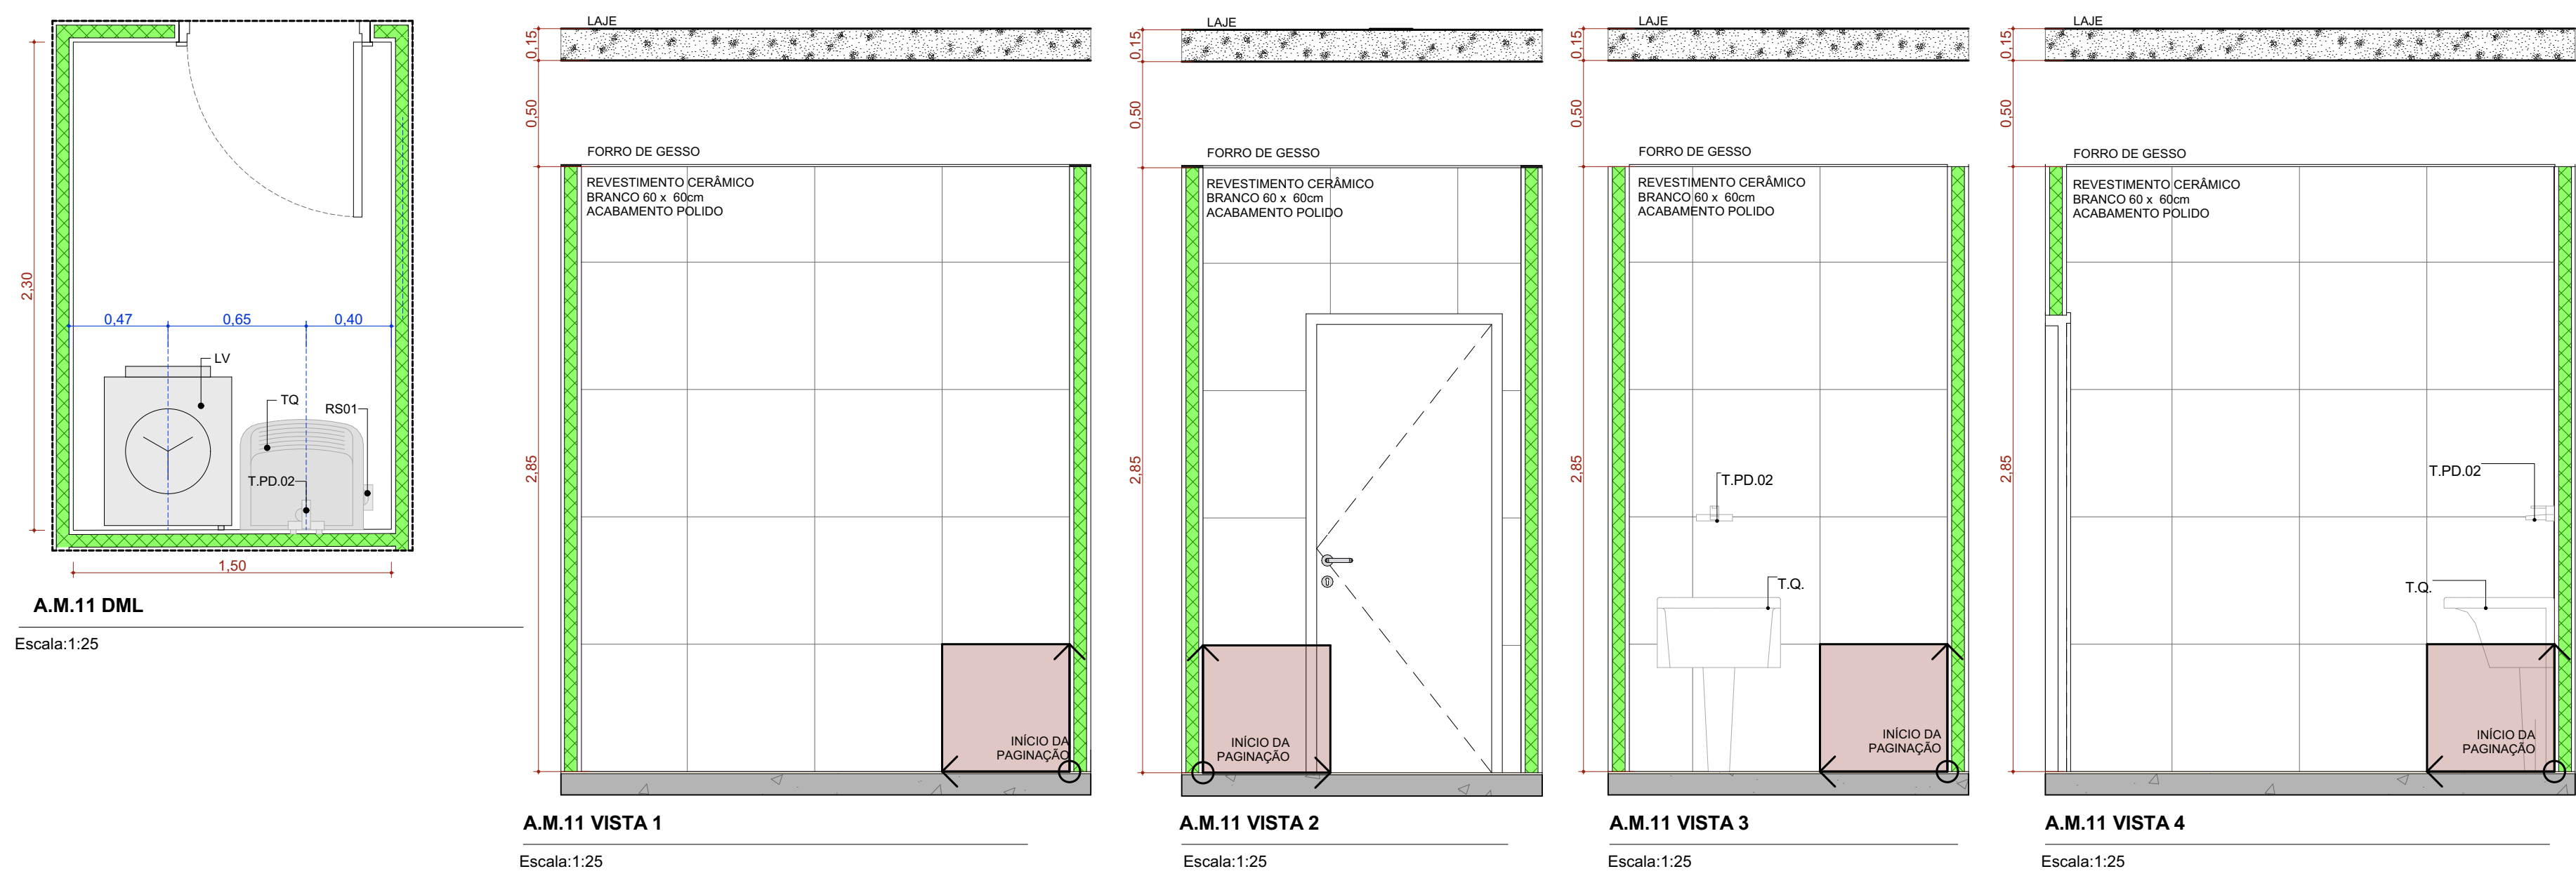 2,30
0,47
0,65
0,40
LV
TQ
RS01
T.PD.02
1,50
A.M.11 DML
Escala:1:25
LAJE
0,15
0,50
FORRO DE GESSO
REVESTIMENTO CERÂMICO
BRANCO 60 x 60cm
ACABAMENTO POLIDO
2,85
INÍCIO DA
PAGINAÇÃO
A.M.11 VISTA 1
Escala:1:25
LAJE
0,15
0,50
FORRO DE GESSO
REVESTIMENTO CERÂMICO
BRANCO 60 x 60cm
ACABAMENTO POLIDO
2,85
INÍCIO DA
PAGINAÇÃO
A.M.11 VISTA 2
Escala:1:25
LAJE
0,15
0,50
FORRO DE GESSO
REVESTIMENTO CERÂMICO
BRANCO 60 x 60cm
ACABAMENTO POLIDO
2,85
T.PD.02
T.Q.
INÍCIO DA
PAGINAÇÃO
A.M.11 VISTA 3
Escala:1:25
LAJE
0,15
0,50
FORRO DE GESSO
REVESTIMENTO CERÂMICO
BRANCO 60 x 60cm
ACABAMENTO POLIDO
2,85
T.PD.02
T.Q.
INÍCIO DA
PAGINAÇÃO
A.M.11 VISTA 4
Escala:1:25